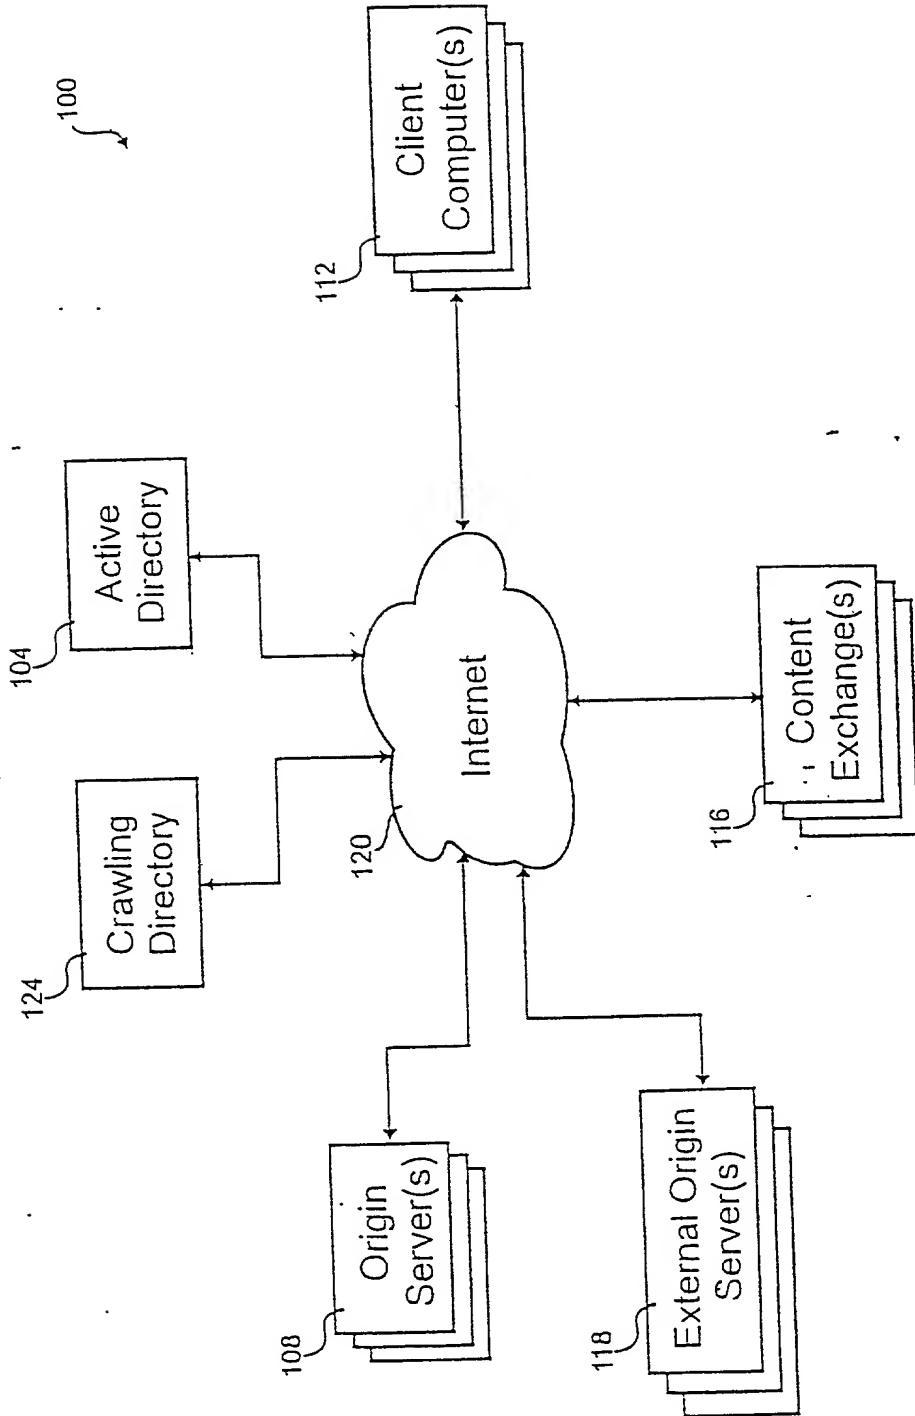 100
124
Crawling
Directory
104
Active
Directory
108
Origin
Server(s)
120
Internet
112
Client
Computer(s)
118
External Origin
Server(s)
116
Content
Exchange(s)